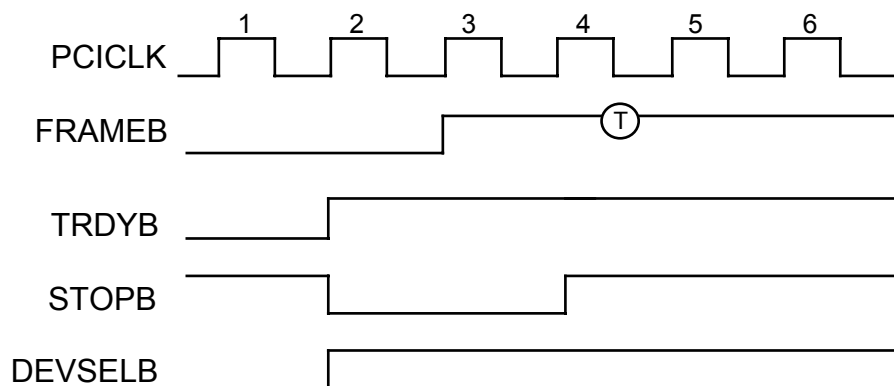 1 2 3 4 5 6
PCICLK
FRAMEB
T
TRDYB
STOPB
DEVSELB